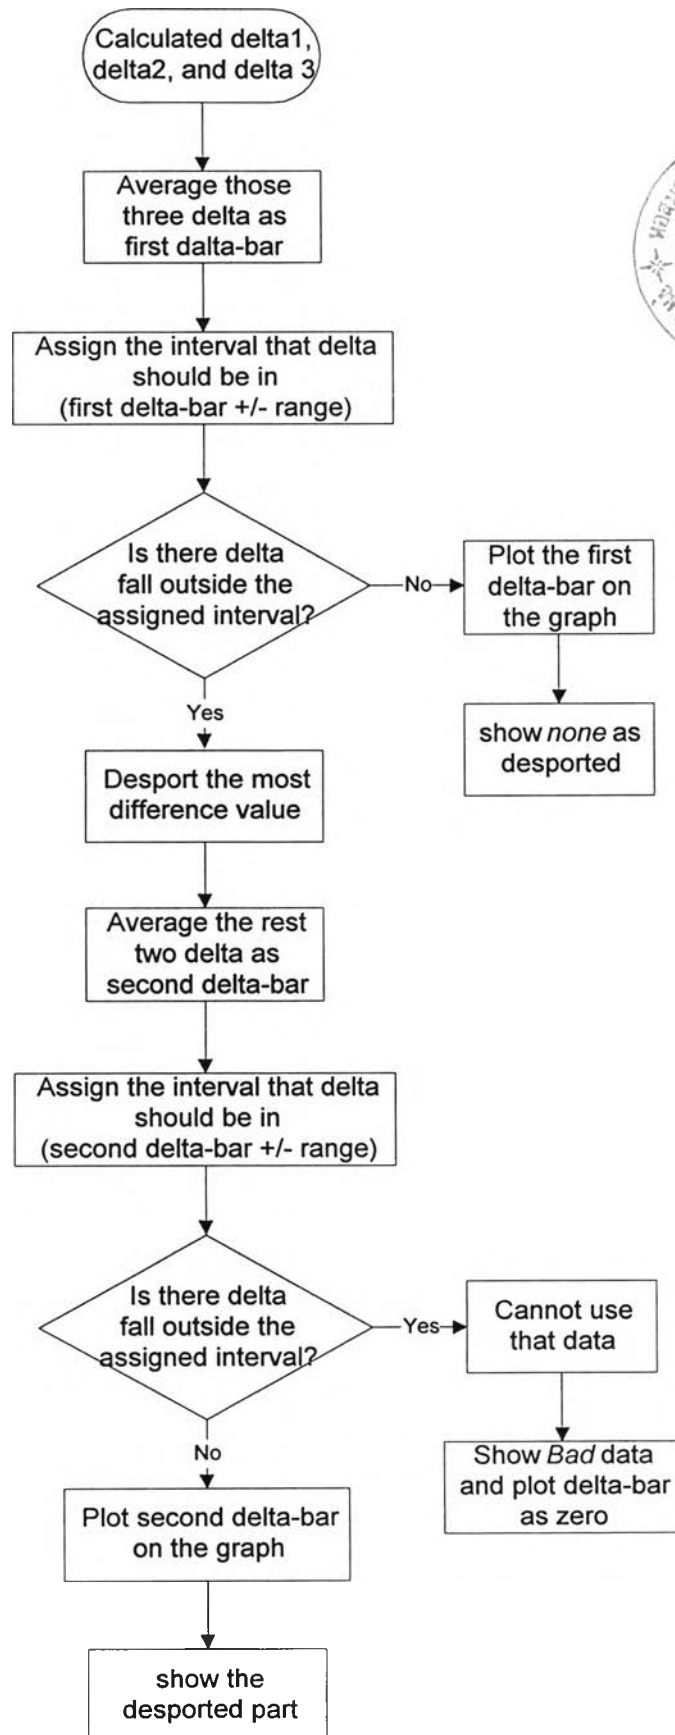 Calculated delta1,
delta2, and delta 3
Average those
three delta as
first dalta-bar
Assign the interval that delta
should be in
(first delta-bar +/- range)
Is there delta
fall outside the
assigned interval?
No
Plot the first
delta-bar on
the graph
show none as
desported
Yes
Desport the most
difference value
Average the rest
two delta as
second delta-bar
Assign the interval that delta
should be in
(second delta-bar +/- range)
Is there delta
fall outside the
assigned interval?
Yes
Cannot use
that data
Show Bad data
and plot delta-bar
as zero
No
Plot second delta-bar
on the graph
show the
desported part